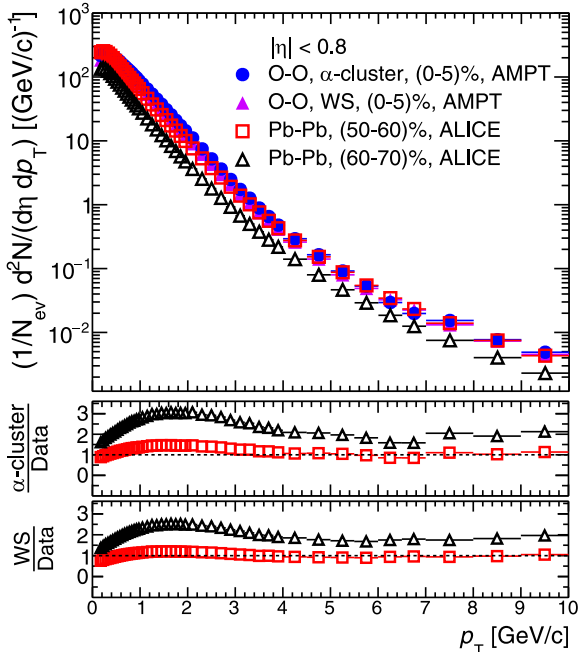 |η| < 0.8
O-O, α-cluster, (0-5)%, AMPT
O-O, WS, (0-5)%, AMPT
Pb-Pb, (50-60)%, ALICE
Pb-Pb, (60-70)%, ALICE
(1/N_ev) d²N/(dη dp_T) [(GeV/c)⁻¹]
10³
10²
10
1
10⁻¹
10⁻²
α-cluster
Data
3
2
1
0
WS
Data
3
2
1
0
0 1 2 3 4 5 6 7 8 9 10
p_T [GeV/c]